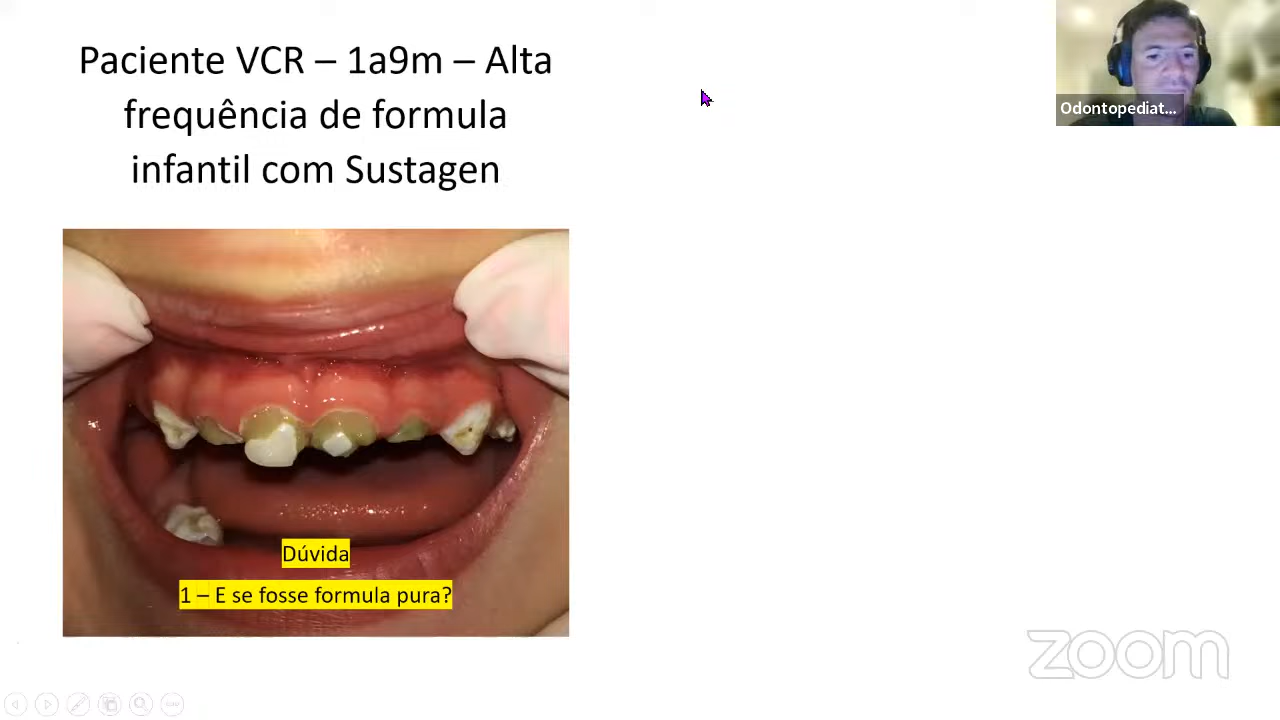 Paciente VCR – 1a9m – Alta
frequência de formula
infantil com Sustagen
Odontopediat...
Dúvida
1 – E se fosse formula pura?
zoom